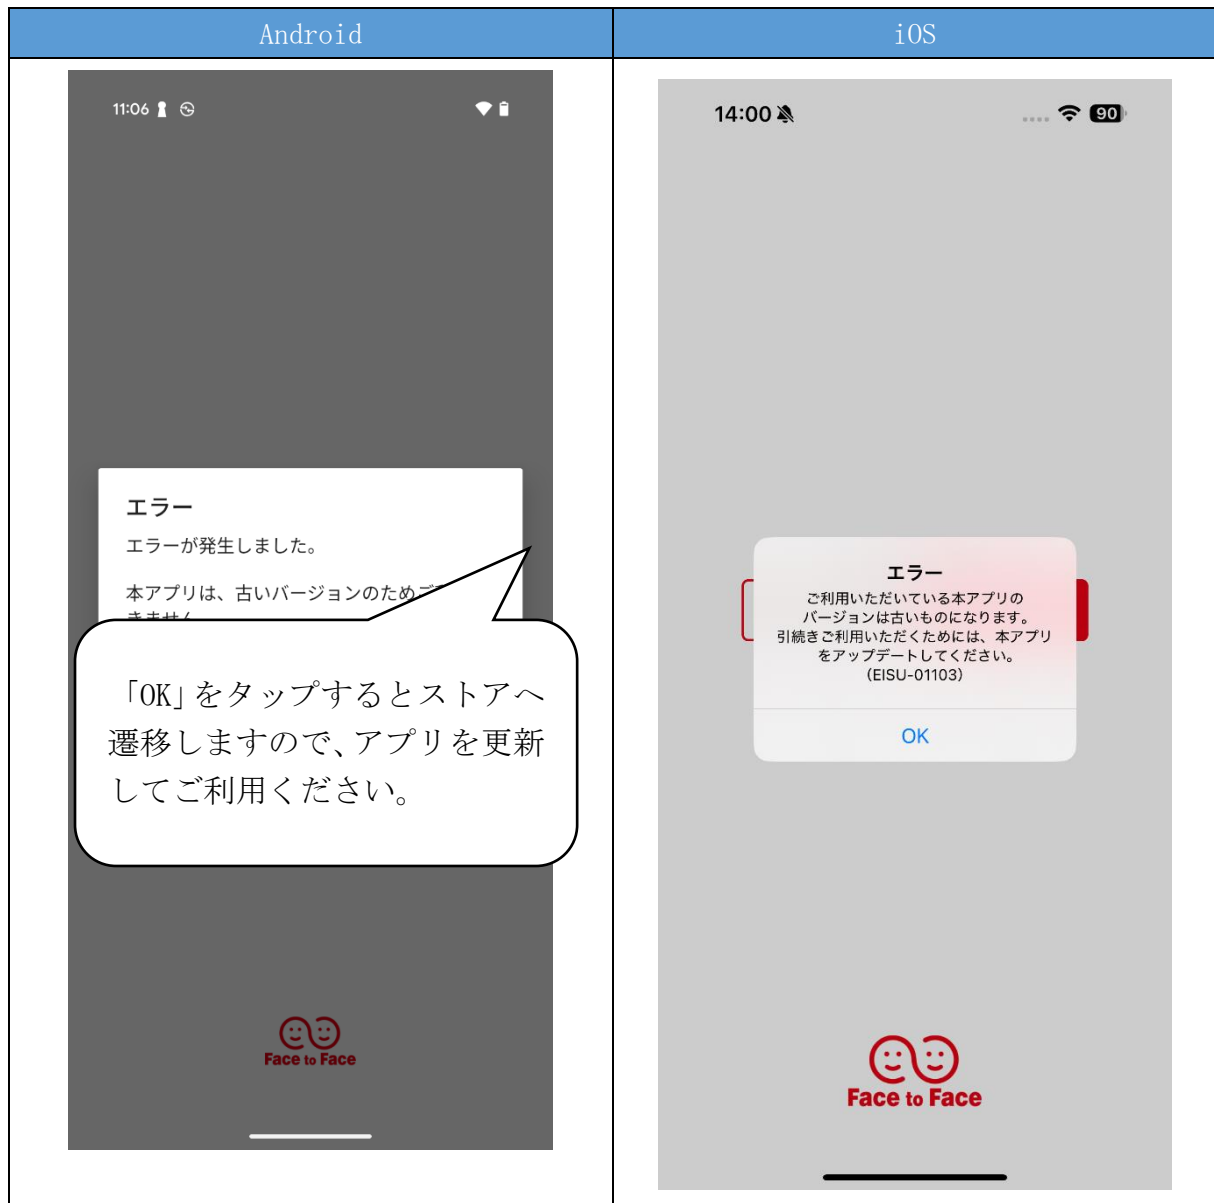 Android
iOS
11:06
エラー
エラーが発生しました。
本アプリは、古いバージョンのため
「OK」をタップするとストアへ
遷移しますので、アプリを更新
してご利用ください。
Face to Face
14:00
90
エラー
ご利用いただいている本アプリの
バージョンは古いものになります。
引続きご利用いただくためには、本アプリ
をアップデートしてください。
（EISU-01103）
OK
Face to Face